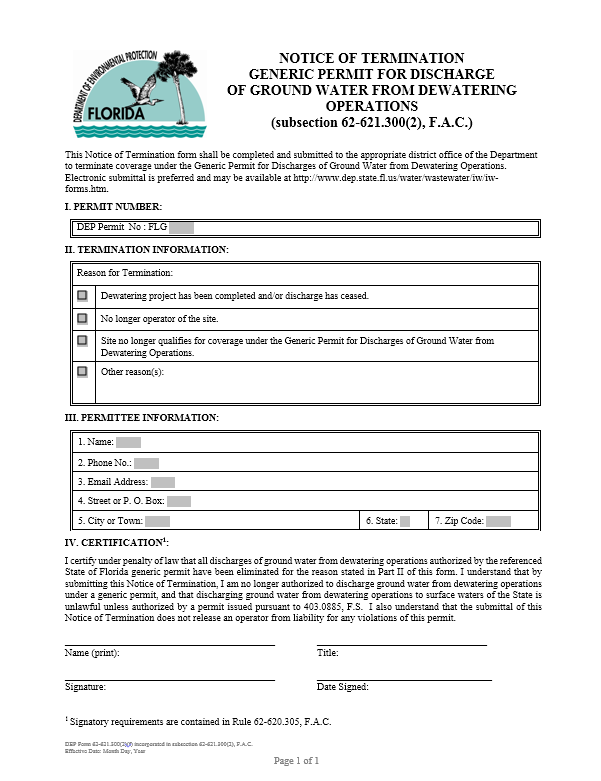 DEPARTMENT OF ENVIRONMENTAL PROTECTION
FLORIDA
NOTICE OF TERMINATION
GENERIC PERMIT FOR DISCHARGE
OF GROUND WATER FROM DEWATERING
OPERATIONS
(subsection 62-621.300(2), F.A.C.)
This Notice of Termination form shall be completed and submitted to the appropriate district office of the Department
to terminate coverage under the Generic Permit for Discharges of Ground Water from Dewatering Operations.
Electronic submittal is preferred and may be available at http://www.dep.state.fl.us/water/wastewater/iw/iw-
forms.htm.
I. PERMIT NUMBER:
DEP Permit No : FLG
II. TERMINATION INFORMATION:
Reason for Termination:
Dewatering project has been completed and/or discharge has ceased.
No longer operator of the site.
Site no longer qualifies for coverage under the Generic Permit for Discharges of Ground Water from
Dewatering Operations.
Other reason(s):
III. PERMITTEE INFORMATION:
1. Name:
2. Phone No.:
3. Email Address:
4. Street or P. O. Box:
5. City or Town: 6. State: 7. Zip Code:
IV. CERTIFICATION1:
I certify under penalty of law that all discharges of ground water from dewatering operations authorized by the referenced
State of Florida generic permit have been eliminated for the reason stated in Part II of this form. I understand that by
submitting this Notice of Termination, I am no longer authorized to discharge ground water from dewatering operations
under a generic permit, and that discharging ground water from dewatering operations to surface waters of the State is
unlawful unless authorized by a permit issued pursuant to 403.0885, F.S. I also understand that the submittal of this
Notice of Termination does not release an operator from liability for any violations of this permit.
Name (print): Title:
Signature: Date Signed:
1 Signatory requirements are contained in Rule 62-620.305, F.A.C.
DEP Form 62-621.300(2)(f) incorporated in subsection 62-621.300(2), F.A.C.
Effective Date: Month Day, Year
Page 1 of 1